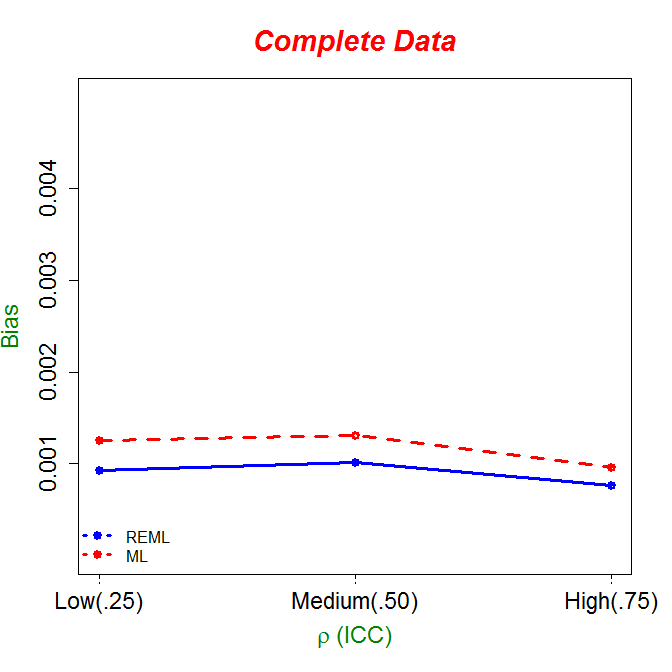 Complete Data
0.004
0.003
0.002
0.001
Bias
REML
ML
Low(.25) Medium(.50) High(.75)
ρ (ICC)